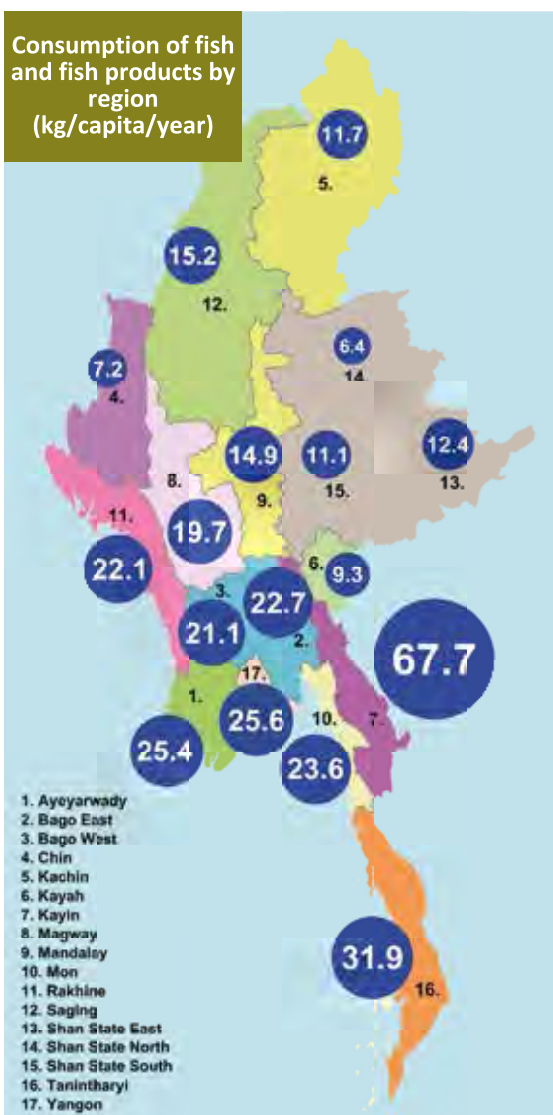 Consumption of fish
and fish products by
region
(kg/capita/year)
11.7
5.
15.2
12.
6.4
14.
7.2
4.
12.4
13.
14.9
9.
11.1
15.
8.
19.7
11.
22.1
6.
9.3
3.
22.7
2.
21.1
67.7
17.
1.
25.6
10.
7.
25.4
23.6
31.9
16.
1. Ayeyarwady
2. Bago East
3. Bago West
4. Chin
5. Kachin
6. Kayah
7. Kayin
8. Magway
9. Mandalay
10. Mon
11. Rakhine
12. Saging
13. Shan State East
14. Shan State North
15. Shan State South
16. Tanintharyi
17. Yangon